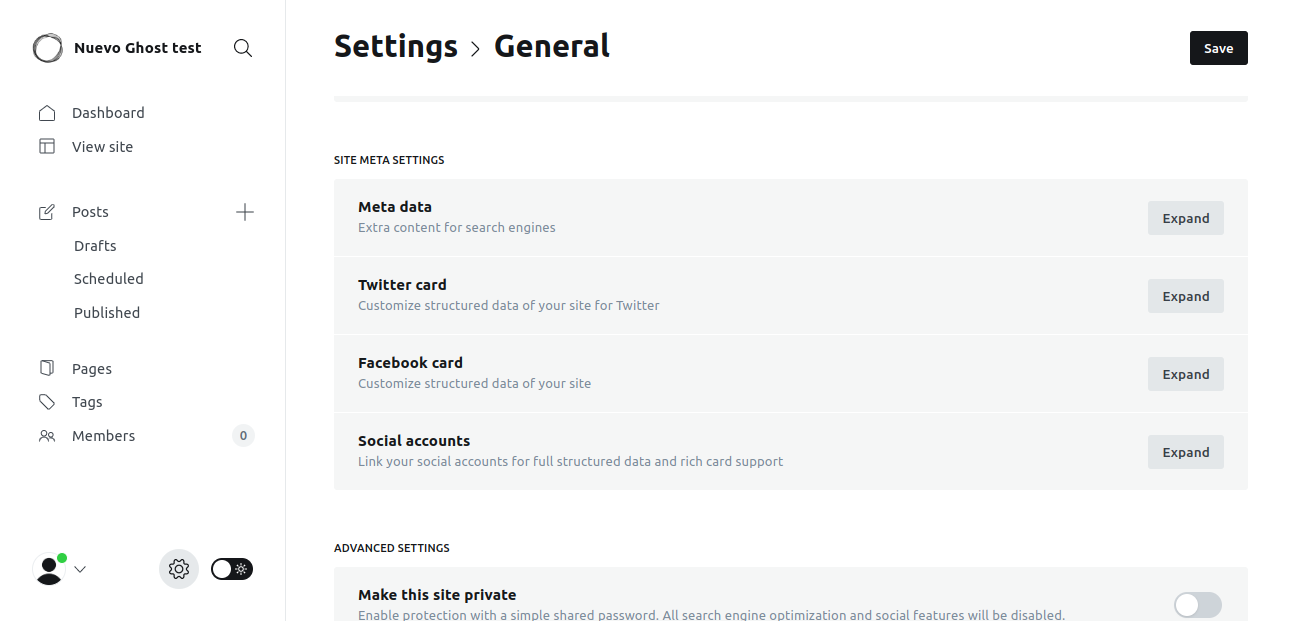 Nuevo Ghost test
Dashboard
View site
Posts
Drafts
Scheduled
Published
Pages
Tags
Members 0
Settings > General
Save
SITE META SETTINGS
Meta data
Extra content for search engines
Expand
Twitter card
Customize structured data of your site for Twitter
Expand
Facebook card
Customize structured data of your site
Expand
Social accounts
Link your social accounts for full structured data and rich card support
Expand
ADVANCED SETTINGS
Make this site private
Enable protection with a simple shared password. All search engine optimization and social features will be disabled.